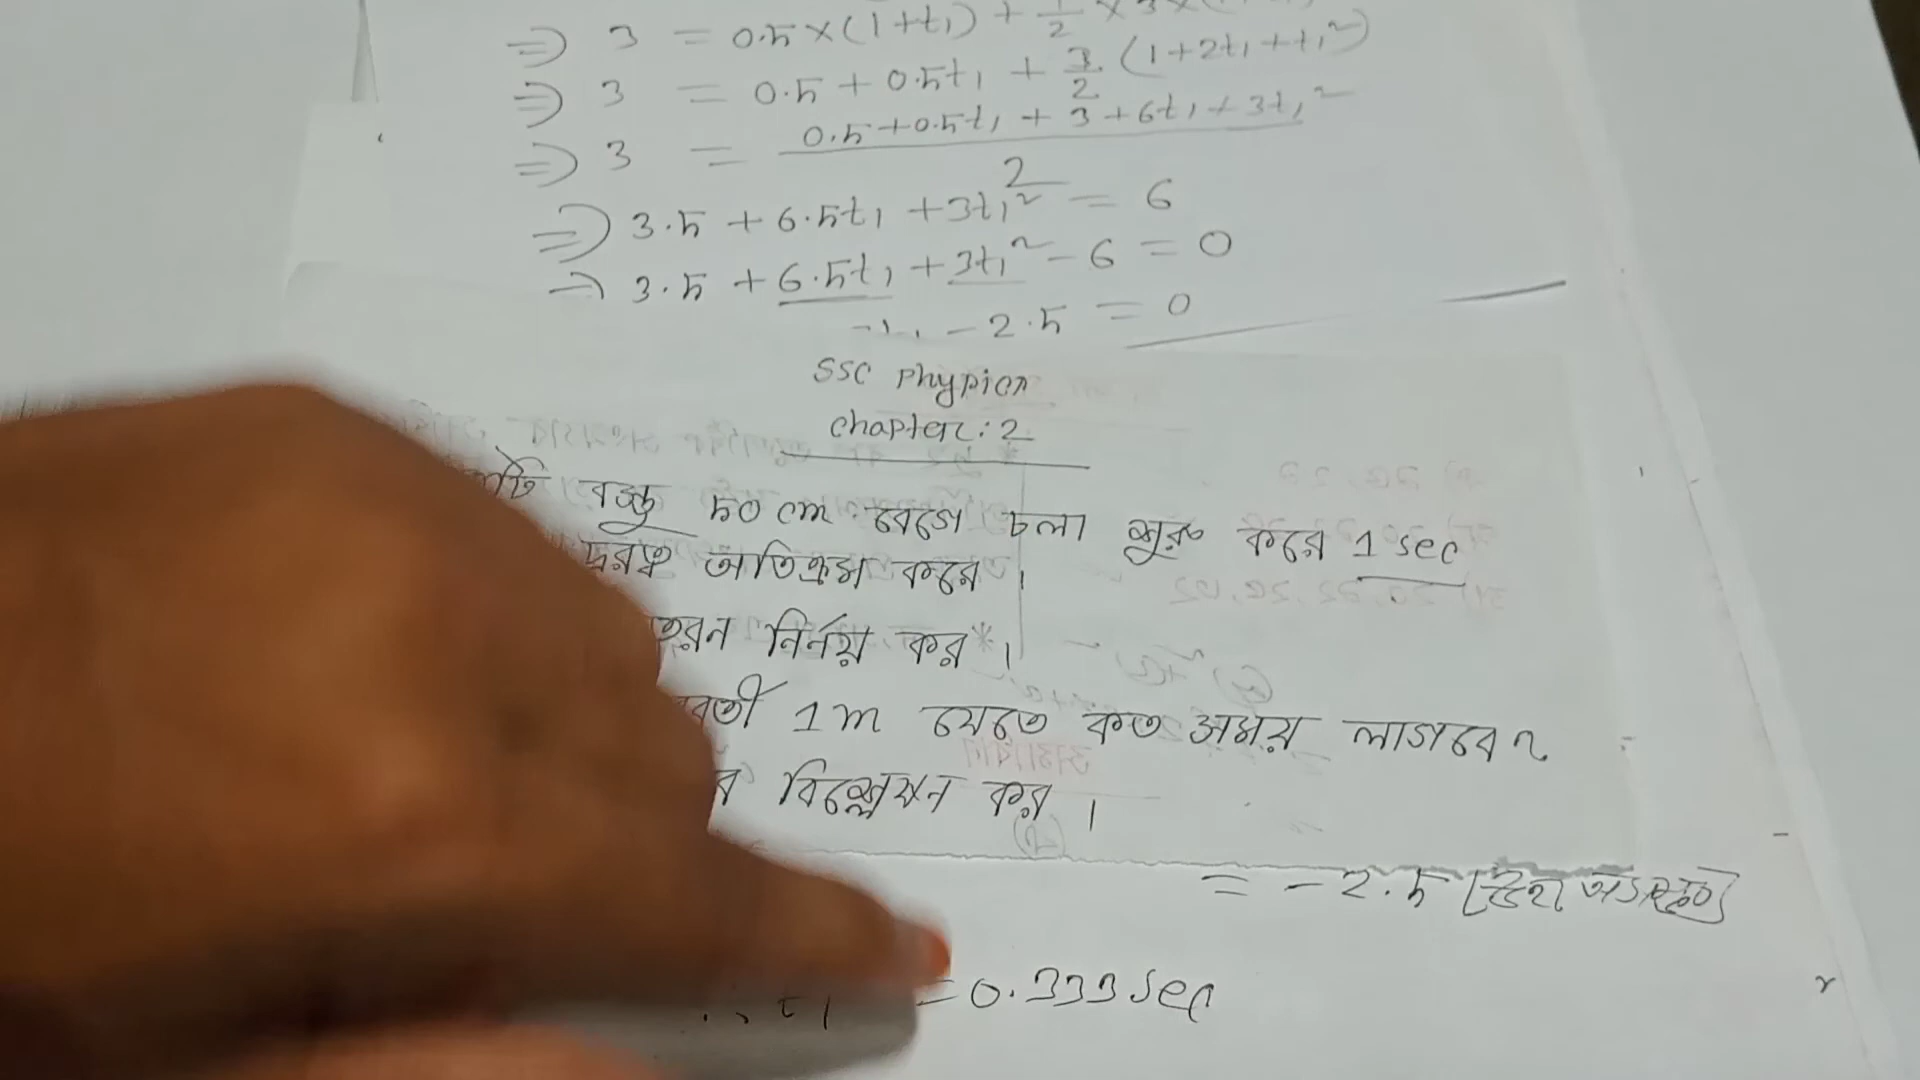 ⇒ 3 = 0.5×(1+t₁) + 1/2 ×3×(
⇒ 3 = 0.5 + 0.5t₁ + 3/2 (1+2t₁+t₁²)
⇒ 3 = (0.5+0.5t₁ + 3+6t₁+3t₁²)/2
⇒ 3.5 + 6.5t₁ + 3t₁² = 6
⇒ 3.5 + 6.5t₁ + 3t₁² - 6 = 0
- 2.5 = 0
SSC Physics
Chapter: 2
বস্তু 50 cm বেগে চলা শুরু করে 1 sec
দূরত্ব অতিক্রম করে।
নির্নয় কর।
1m যেতে কত সময় লাগবে?
বিশ্লেষন কর।
= -2.5 [ইহা অসম্ভব]
t₁ = 0.333 sec